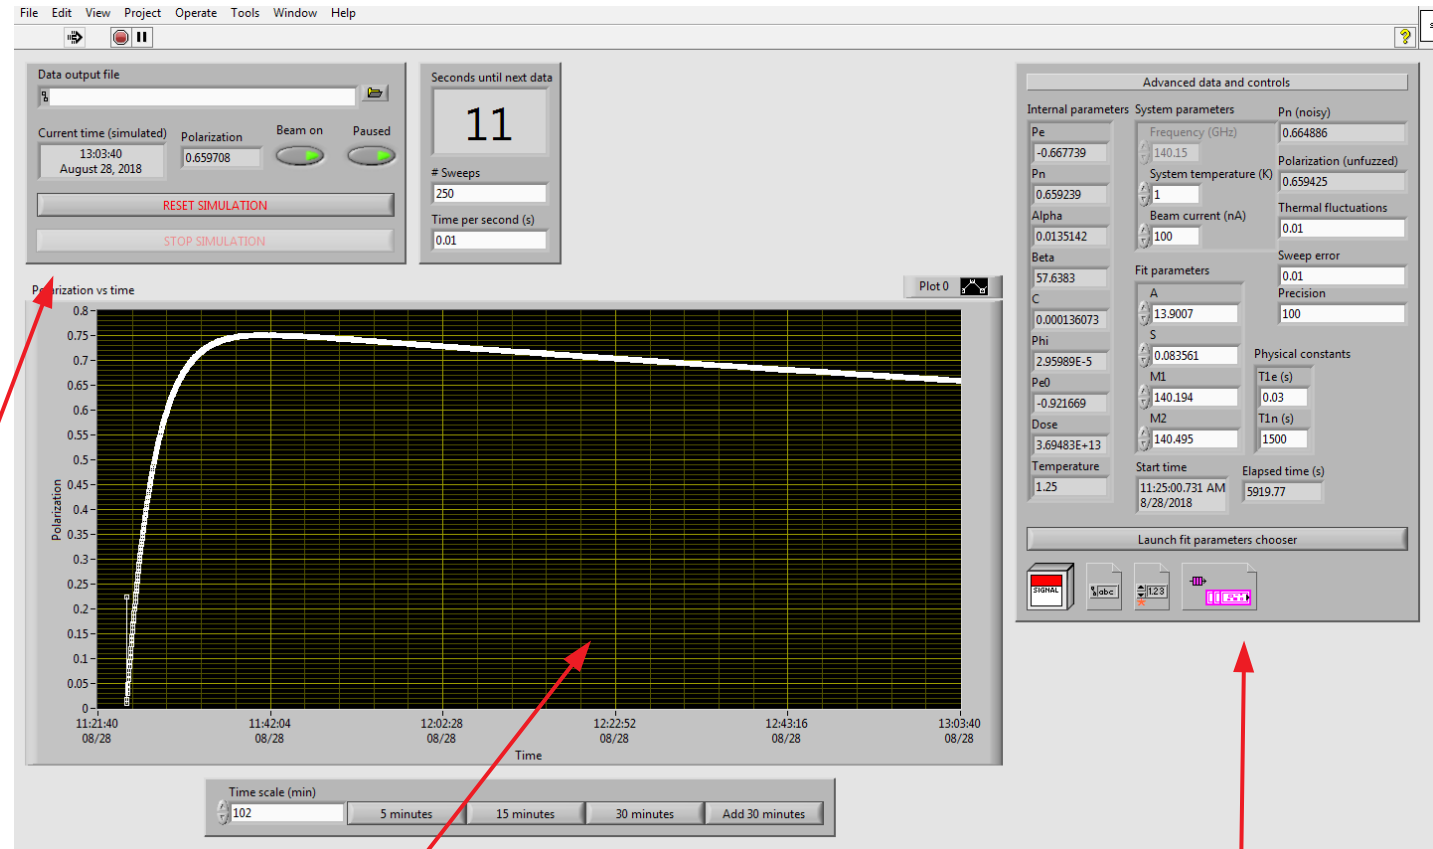 File Edit View Project Operate Tools Window Help
Data output file
Current time (simulated)
13:03:40
August 28, 2018
Polarization
0.659708
Beam on
Paused
RESET SIMULATION
STOP SIMULATION
Seconds until next data
11
# Sweeps
250
Time per second (s)
0.01
Advanced data and controls
Internal parameters
Pe
-0.667739
Pn
0.659239
Alpha
0.0135142
Beta
57.6383
C
0.000136073
Phi
2.95989E-5
Pe0
-0.921669
Dose
3.69483E+13
Temperature
1.25
System parameters
Frequency (GHz)
140.15
System temperature (K)
1
Beam current (nA)
100
Fit parameters
A
13.9007
S
0.083561
M1
140.194
M2
140.495
Start time
11:25:00.731 AM
8/28/2018
Pn (noisy)
0.664886
Polarization (unfuzzed)
0.659425
Thermal fluctuations
0.01
Sweep error
0.01
Precision
100
Physical constants
T1e (s)
0.03
T1n (s)
1500
Elapsed time (s)
5919.77
Launch fit parameters chooser
SIGNAL
abc
1.2 3
Plot 0
0.8
0.75
0.7
0.65
0.6
0.55
0.5
0.45
0.4
0.35
0.3
0.25
0.2
0.15
0.1
0.05
0
Polarization
11:21:40
08/28
11:42:04
08/28
12:02:28
08/28
12:22:52
08/28
12:43:16
08/28
13:03:40
08/28
Time
Time scale (min)
102
5 minutes
15 minutes
30 minutes
Add 30 minutes